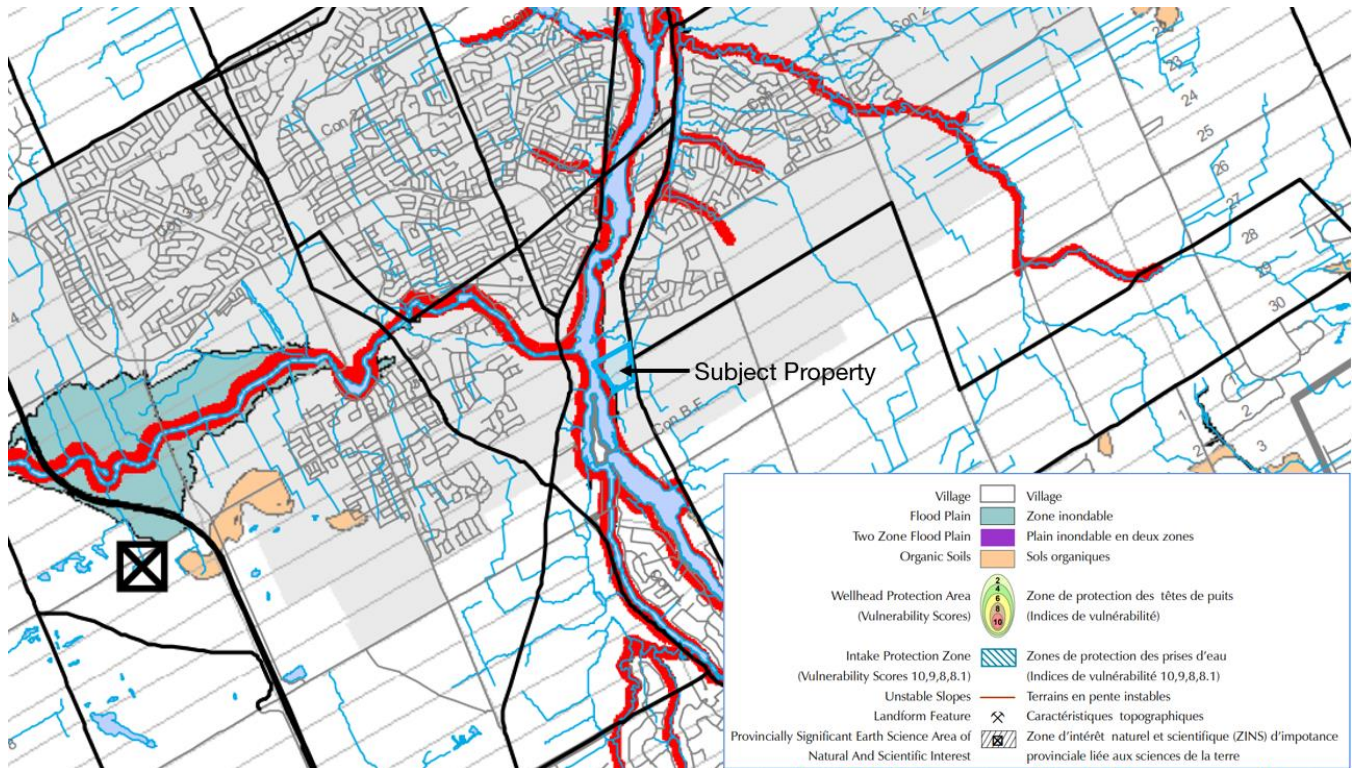 Con 2
Con 2
23
24
25
26
27
28
29
30
Con 3
4
Subject Property
Con B.F.
1
2
2
3
8
Village Village
Flood Plain Zone inondable
Two Zone Flood Plain Plain inondable en deux zones
Organic Soils Sols organiques
2
4
6
8
10
Wellhead Protection Area Zone de protection des têtes de puits
(Vulnerability Scores) (Indices de vulnérabilité)
Intake Protection Zone Zones de protection des prises d'eau
(Vulnerability Scores 10,9,8,8.1) (Indices de vulnérabilité 10,9,8,8.1)
Unstable Slopes Terrains en pente instables
Landform Feature Caractéristiques topographiques
Provincially Significant Earth Science Area of Zone d'intérêt naturel et scientifique (ZINS) d'impotance
Natural And Scientific Interest provinciale liée aux sciences de la terre